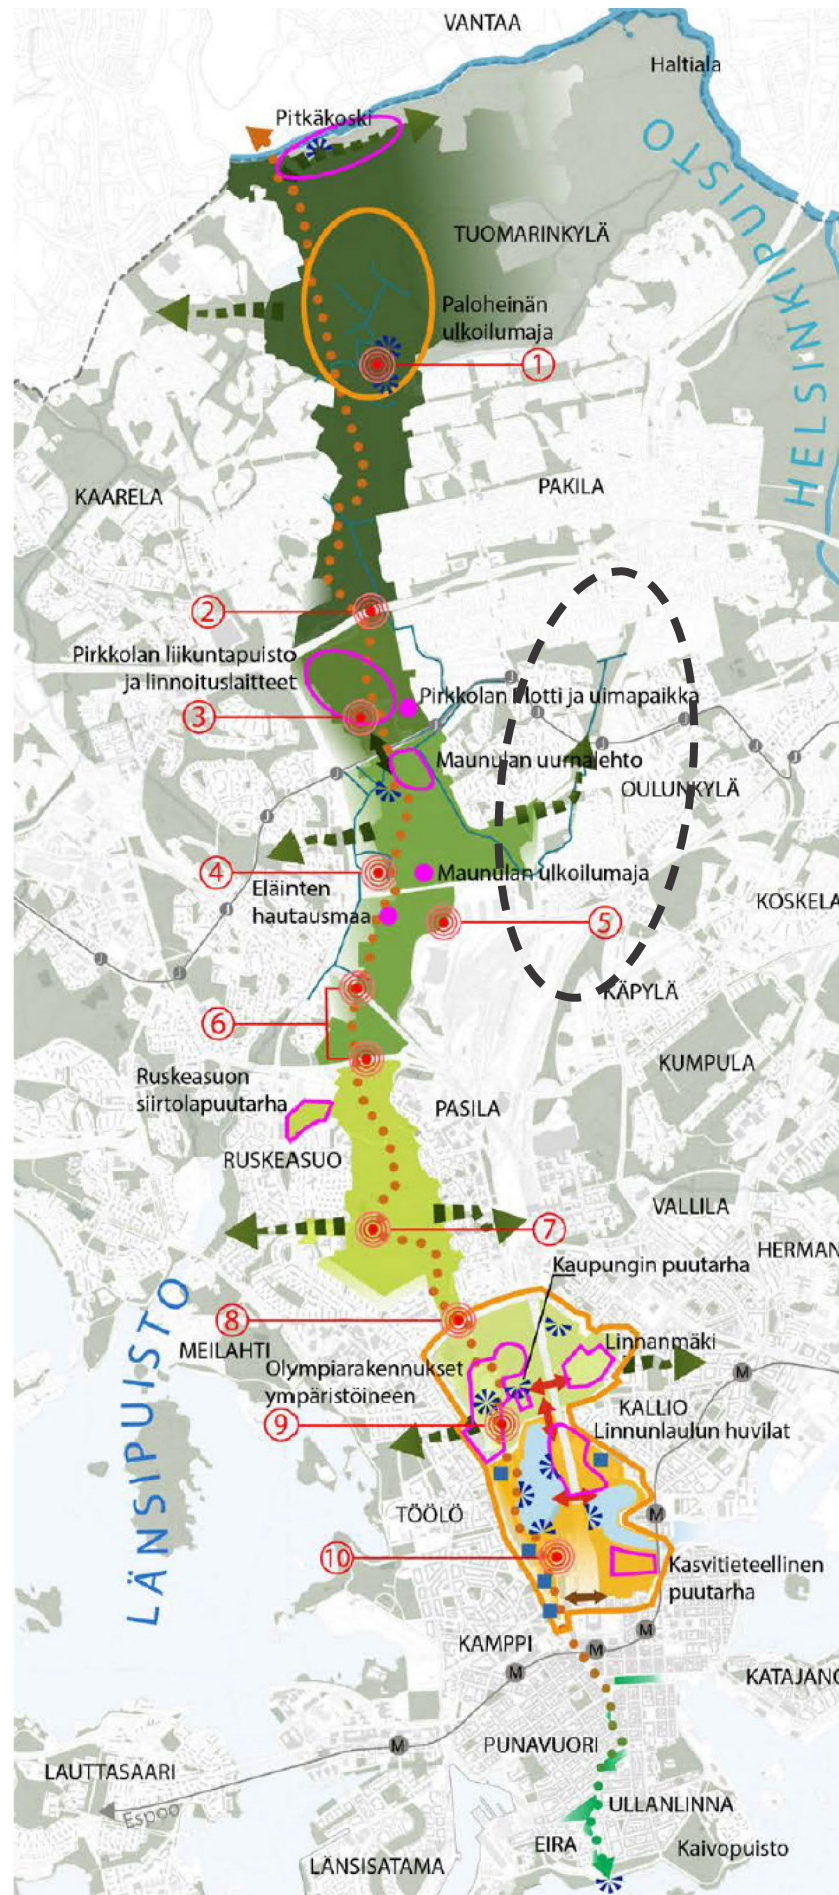 VANTAA
Haltiala
Pitkäkoski
HELSINKIPUISTO
TUOMARINKYLÄ
Paloheinän
ulkoilumaja
1
KAARELA
PAKILA
2
Pirkkolan liikuntapuisto
ja linnoituslaitteet
3
Pirkkolan plotti ja uimapaikka
J
J
J
J
J
J
J
J
J
J
J
J
Maunulan uurnalehto
OULUNKYLÄ
4
Maunulan ulkoilumaja
Eläinten
hautausmaa
KOSKELA
5
KÄPYLÄ
6
KUMPULA
Ruskeasuon
siirtolapuutarha
PASILA
RUSKEASUO
VALLILA
7
HERMAN
Kaupungin puutarha
LÄNSIPUISTO
8
MEILAHTI
Linnanmäki
Olympiarakennukset
ympäristöineen
M
9
KALLIO
Linnunlaulun huvilat
TÖÖLÖ
M
10
Kasvitieteellinen
puutarha
KAMPPI
M
M
M
KATAJANO
PUNAVUORI
M
LAUTTASAARI
Espoo
ULLANLINNA
EIRA
Kaivopuisto
LÄNSISATAMA